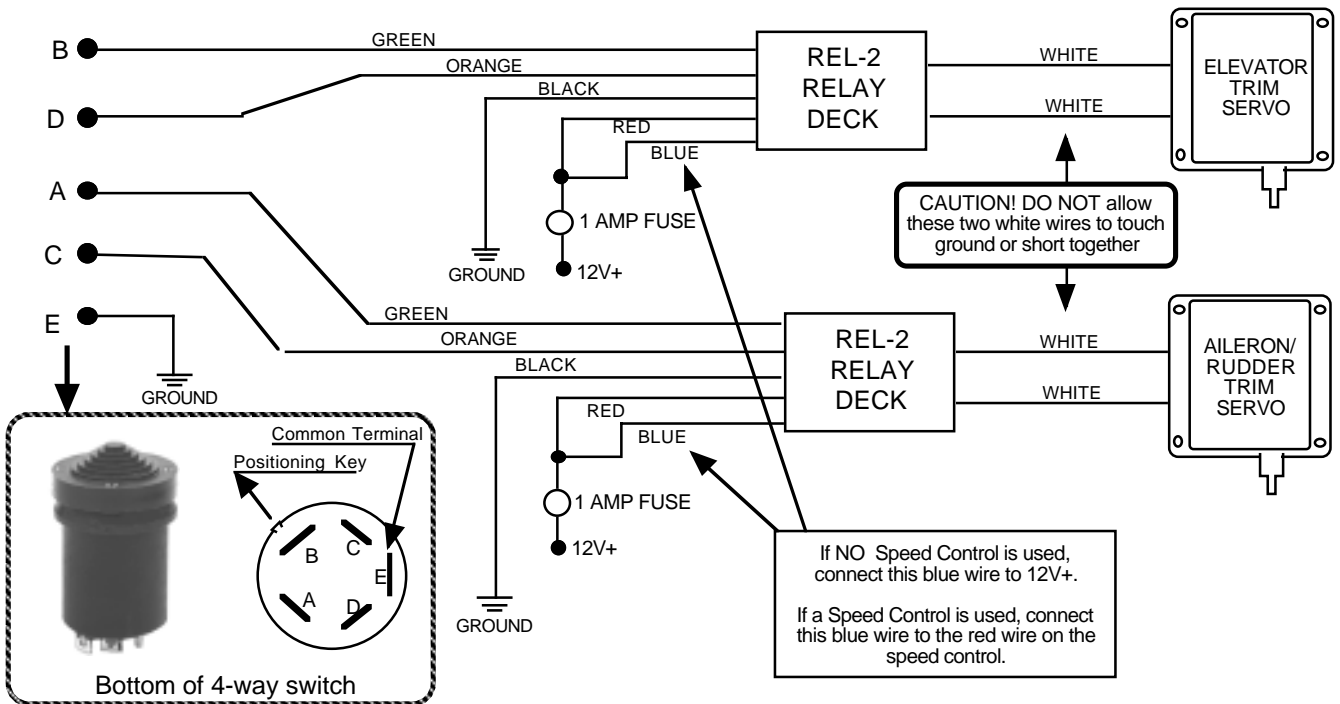 B
GREEN
D
ORANGE
BLACK
RED
BLUE
REL-2
RELAY
DECK
WHITE
WHITE
ELEVATOR
TRIM
SERVO
1 AMP FUSE
12V+
GROUND
CAUTION! DO NOT allow
these two white wires to touch
ground or short together
A
C
E
GROUND
GREEN
ORANGE
BLACK
RED
BLUE
REL-2
RELAY
DECK
WHITE
WHITE
AILERON/
RUDDER
TRIM
SERVO
1 AMP FUSE
12V+
GROUND
If NO Speed Control is used,
connect this blue wire to 12V+.
If a Speed Control is used, connect
this blue wire to the red wire on the
speed control.
Common Terminal
Positioning Key
B
C
E
A
D
Bottom of 4-way switch